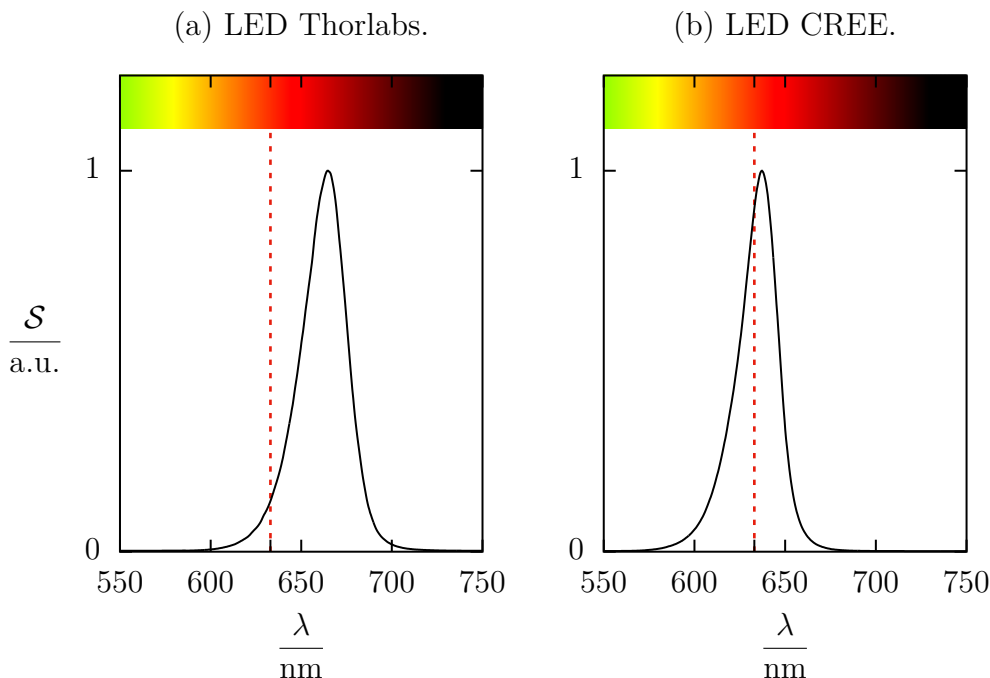 (a) LED Thorlabs.
(b) LED CREE.
1
𝒮
a.u.
0
550 600 650 700 750
λ
nm
1
0
550 600 650 700 750
λ
nm